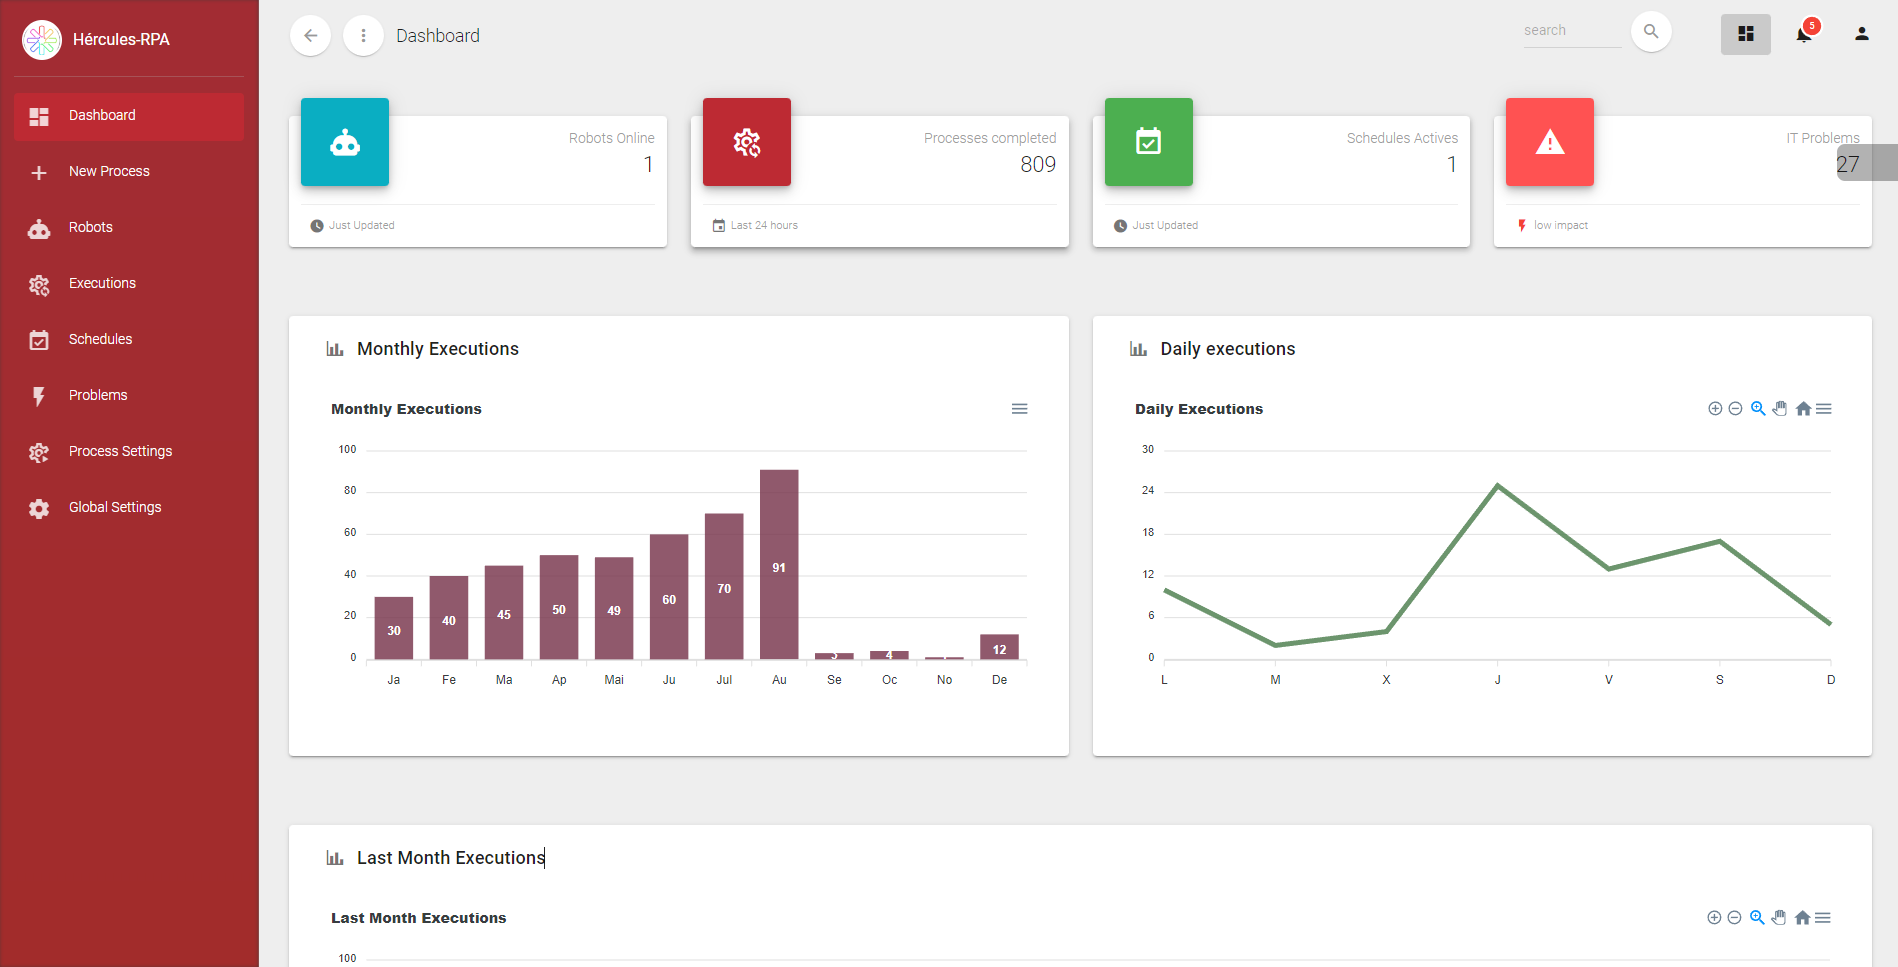 Hércules-RPA
Dashboard
New Process
Robots
Executions
Schedules
Problems
Process Settings
Global Settings
Dashboard
search
5
Robots Online
1
Just Updated
Processes completed
809
Last 24 hours
Schedules Actives
1
Just Updated
IT Problems
27
low impact
Monthly Executions
Monthly Executions
100
80
60
40
20
0
30
40
45
50
49
60
70
91
3
4
12
Ja
Fe
Ma
Ap
Mai
Ju
Jul
Au
Se
Oc
No
De
Daily executions
Daily Executions
30
24
18
12
6
0
L
M
X
J
V
S
D
Last Month Executions
Last Month Executions
100